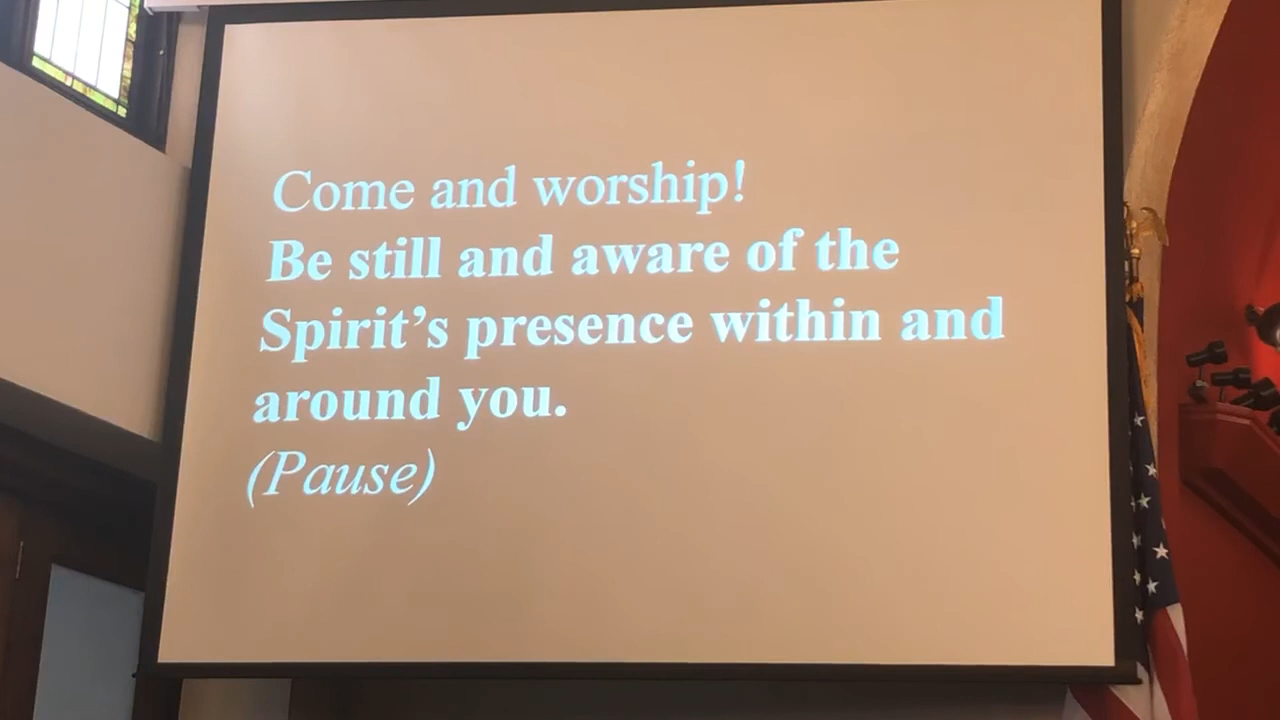 Come and worship!
Be still and aware of the
Spirit’s presence within and
around you.
(Pause)